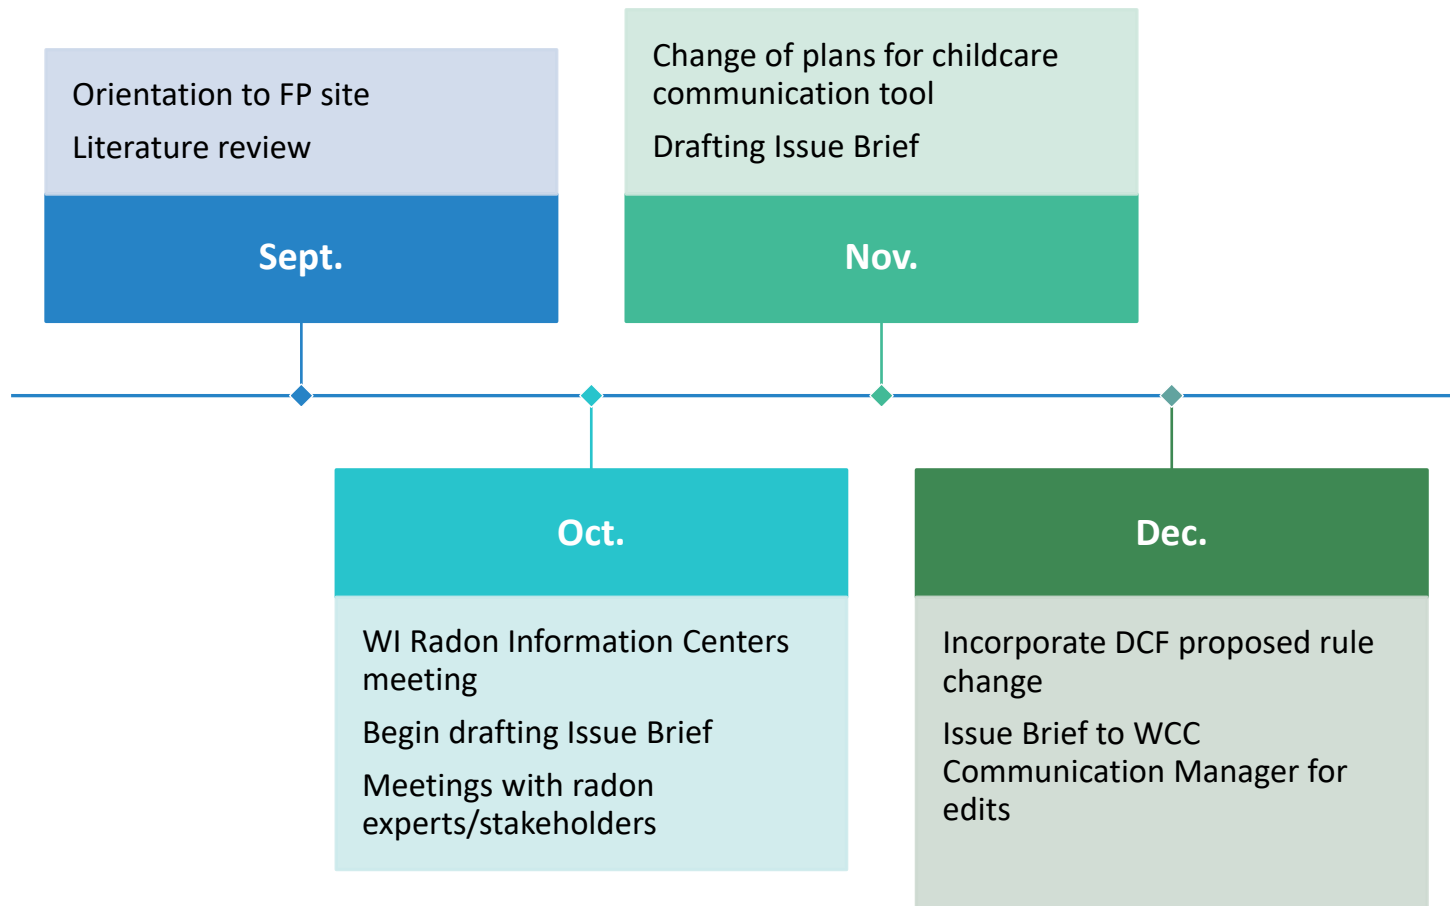 Orientation to FP site
Literature review
Sept.
WI Radon Information Centers
meeting
Begin drafting Issue Brief
Meetings with radon
experts/stakeholders
Oct.
Change of plans for childcare
communication tool
Drafting Issue Brief
Nov.
Dec.
Incorporate DCF proposed rule
change
Issue Brief to WCC
Communication Manager for
edits